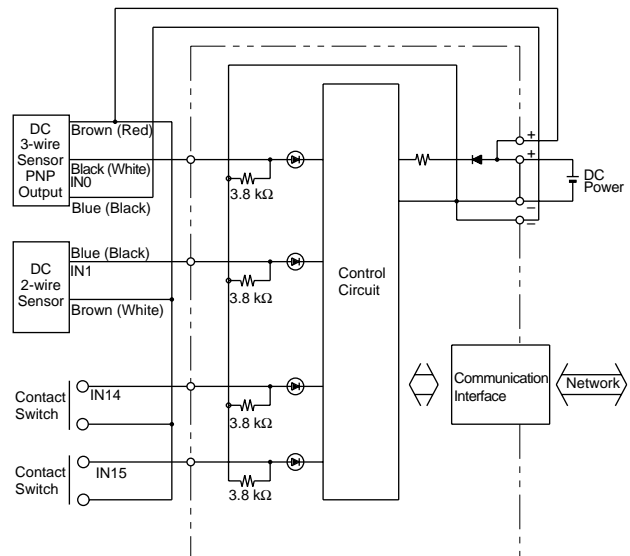 DC
3-wire
Sensor
PNP
Output
Brown (Red)
Black (White)
IN0
Blue (Black)
3.8 kΩ
+
+
−
−
DC
Power
DC
2-wire
Sensor
Blue (Black)
IN1
Brown (White)
3.8 kΩ
Control
Circuit
Contact
Switch
IN14
3.8 kΩ
Communication
Interface
Network
Contact
Switch
IN15
3.8 kΩ